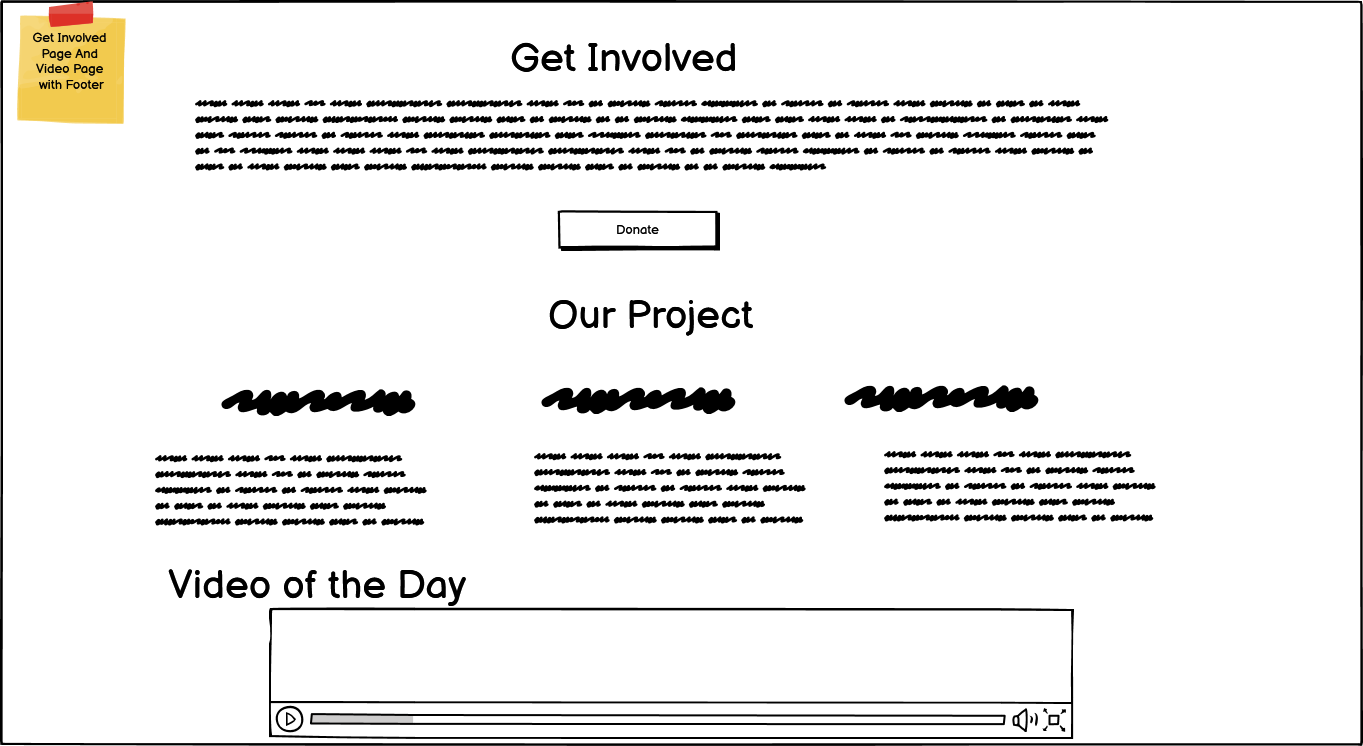 Get Involved
Page And
Video Page
with Footer
Get Involved
Donate
Our Project
Video of the Day